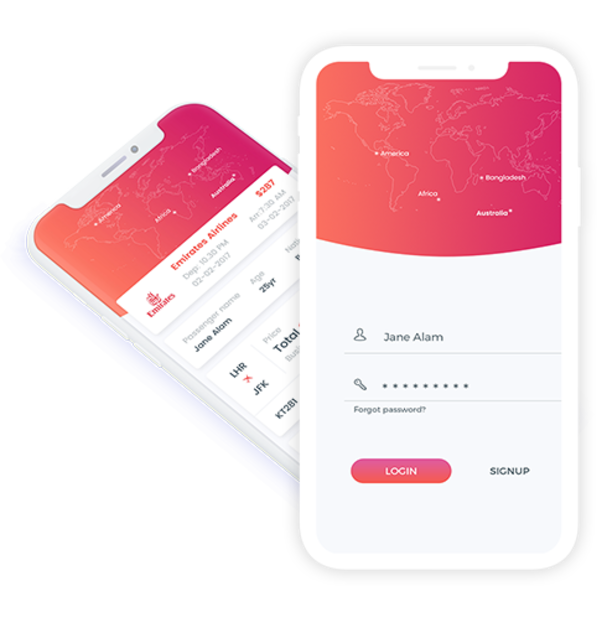 America
Bangladesh
Africa
Australia
Emirates Airlines
$287
Dep: 10.30 PM
Arr:7.30 AM
02-02-2017
03-02-2017
Emirates
Passenger name
Age
Jane Alam
25yr
LHR
JFK
Price
Total
KT281
America
Bangladesh
Africa
Australia
Jane Alam
*********
Forgot password?
LOGIN
SIGNUP